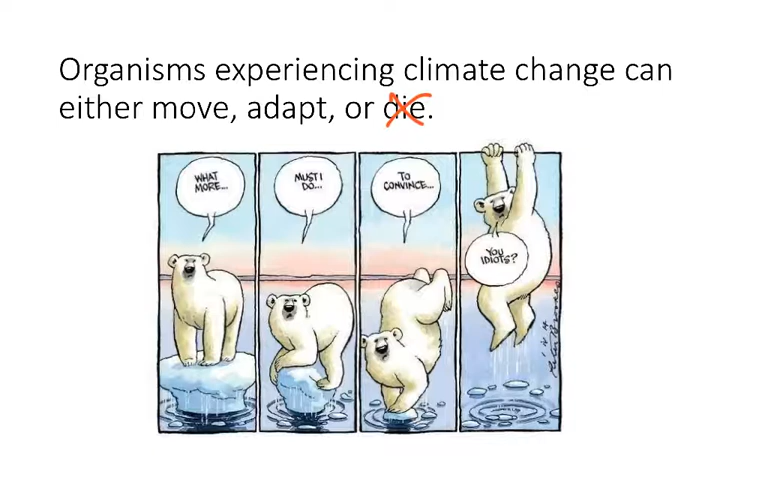 Organisms experiencing climate change can
either move, adapt, or die.
WHAT
MORE...
MUST I
DO...
TO
CONVINCE...
YOU
IDIOTS?